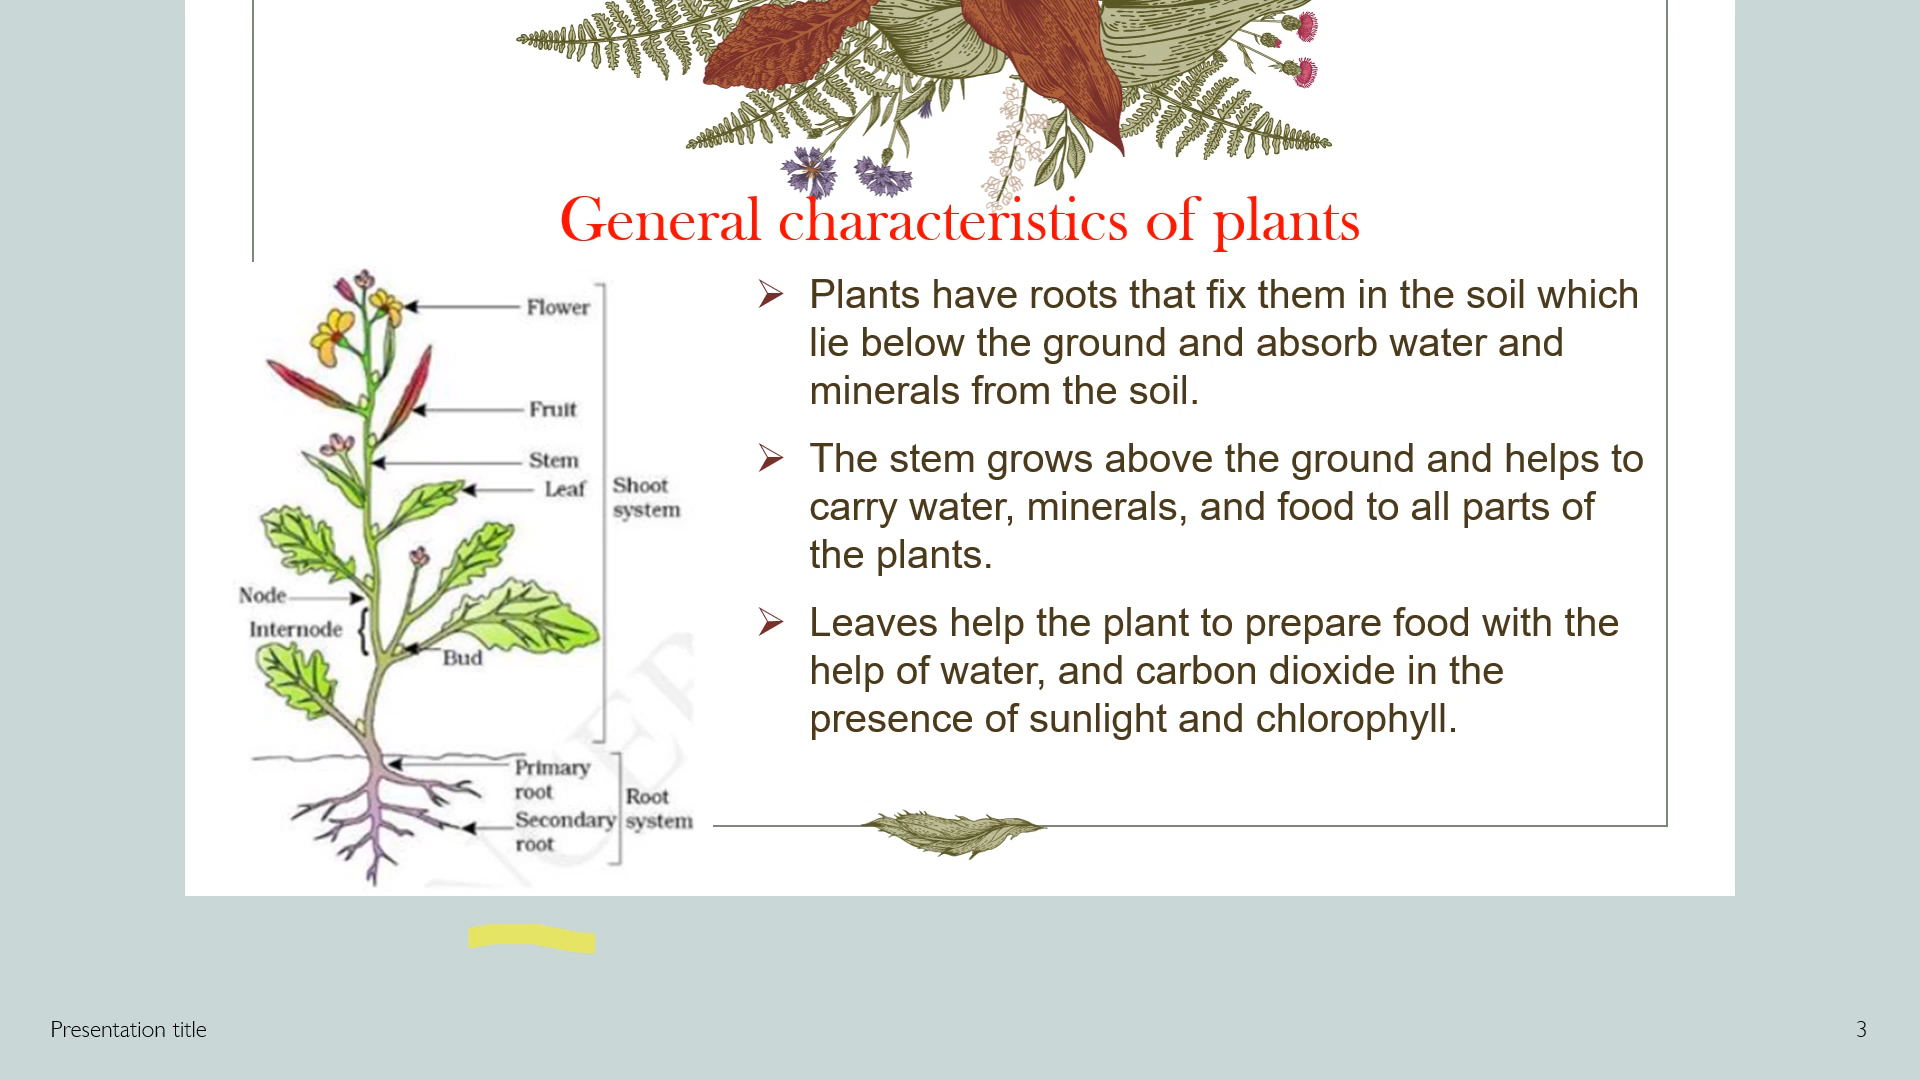 General characteristics of plants
Flower
Fruit
Stem
Leaf
Shoot
system
Node
Internode
Bud
Primary
root
Secondary
root
Root
system
Plants have roots that fix them in the soil which
lie below the ground and absorb water and
minerals from the soil.
The stem grows above the ground and helps to
carry water, minerals, and food to all parts of
the plants.
Leaves help the plant to prepare food with the
help of water, and carbon dioxide in the
presence of sunlight and chlorophyll.
Presentation title
3